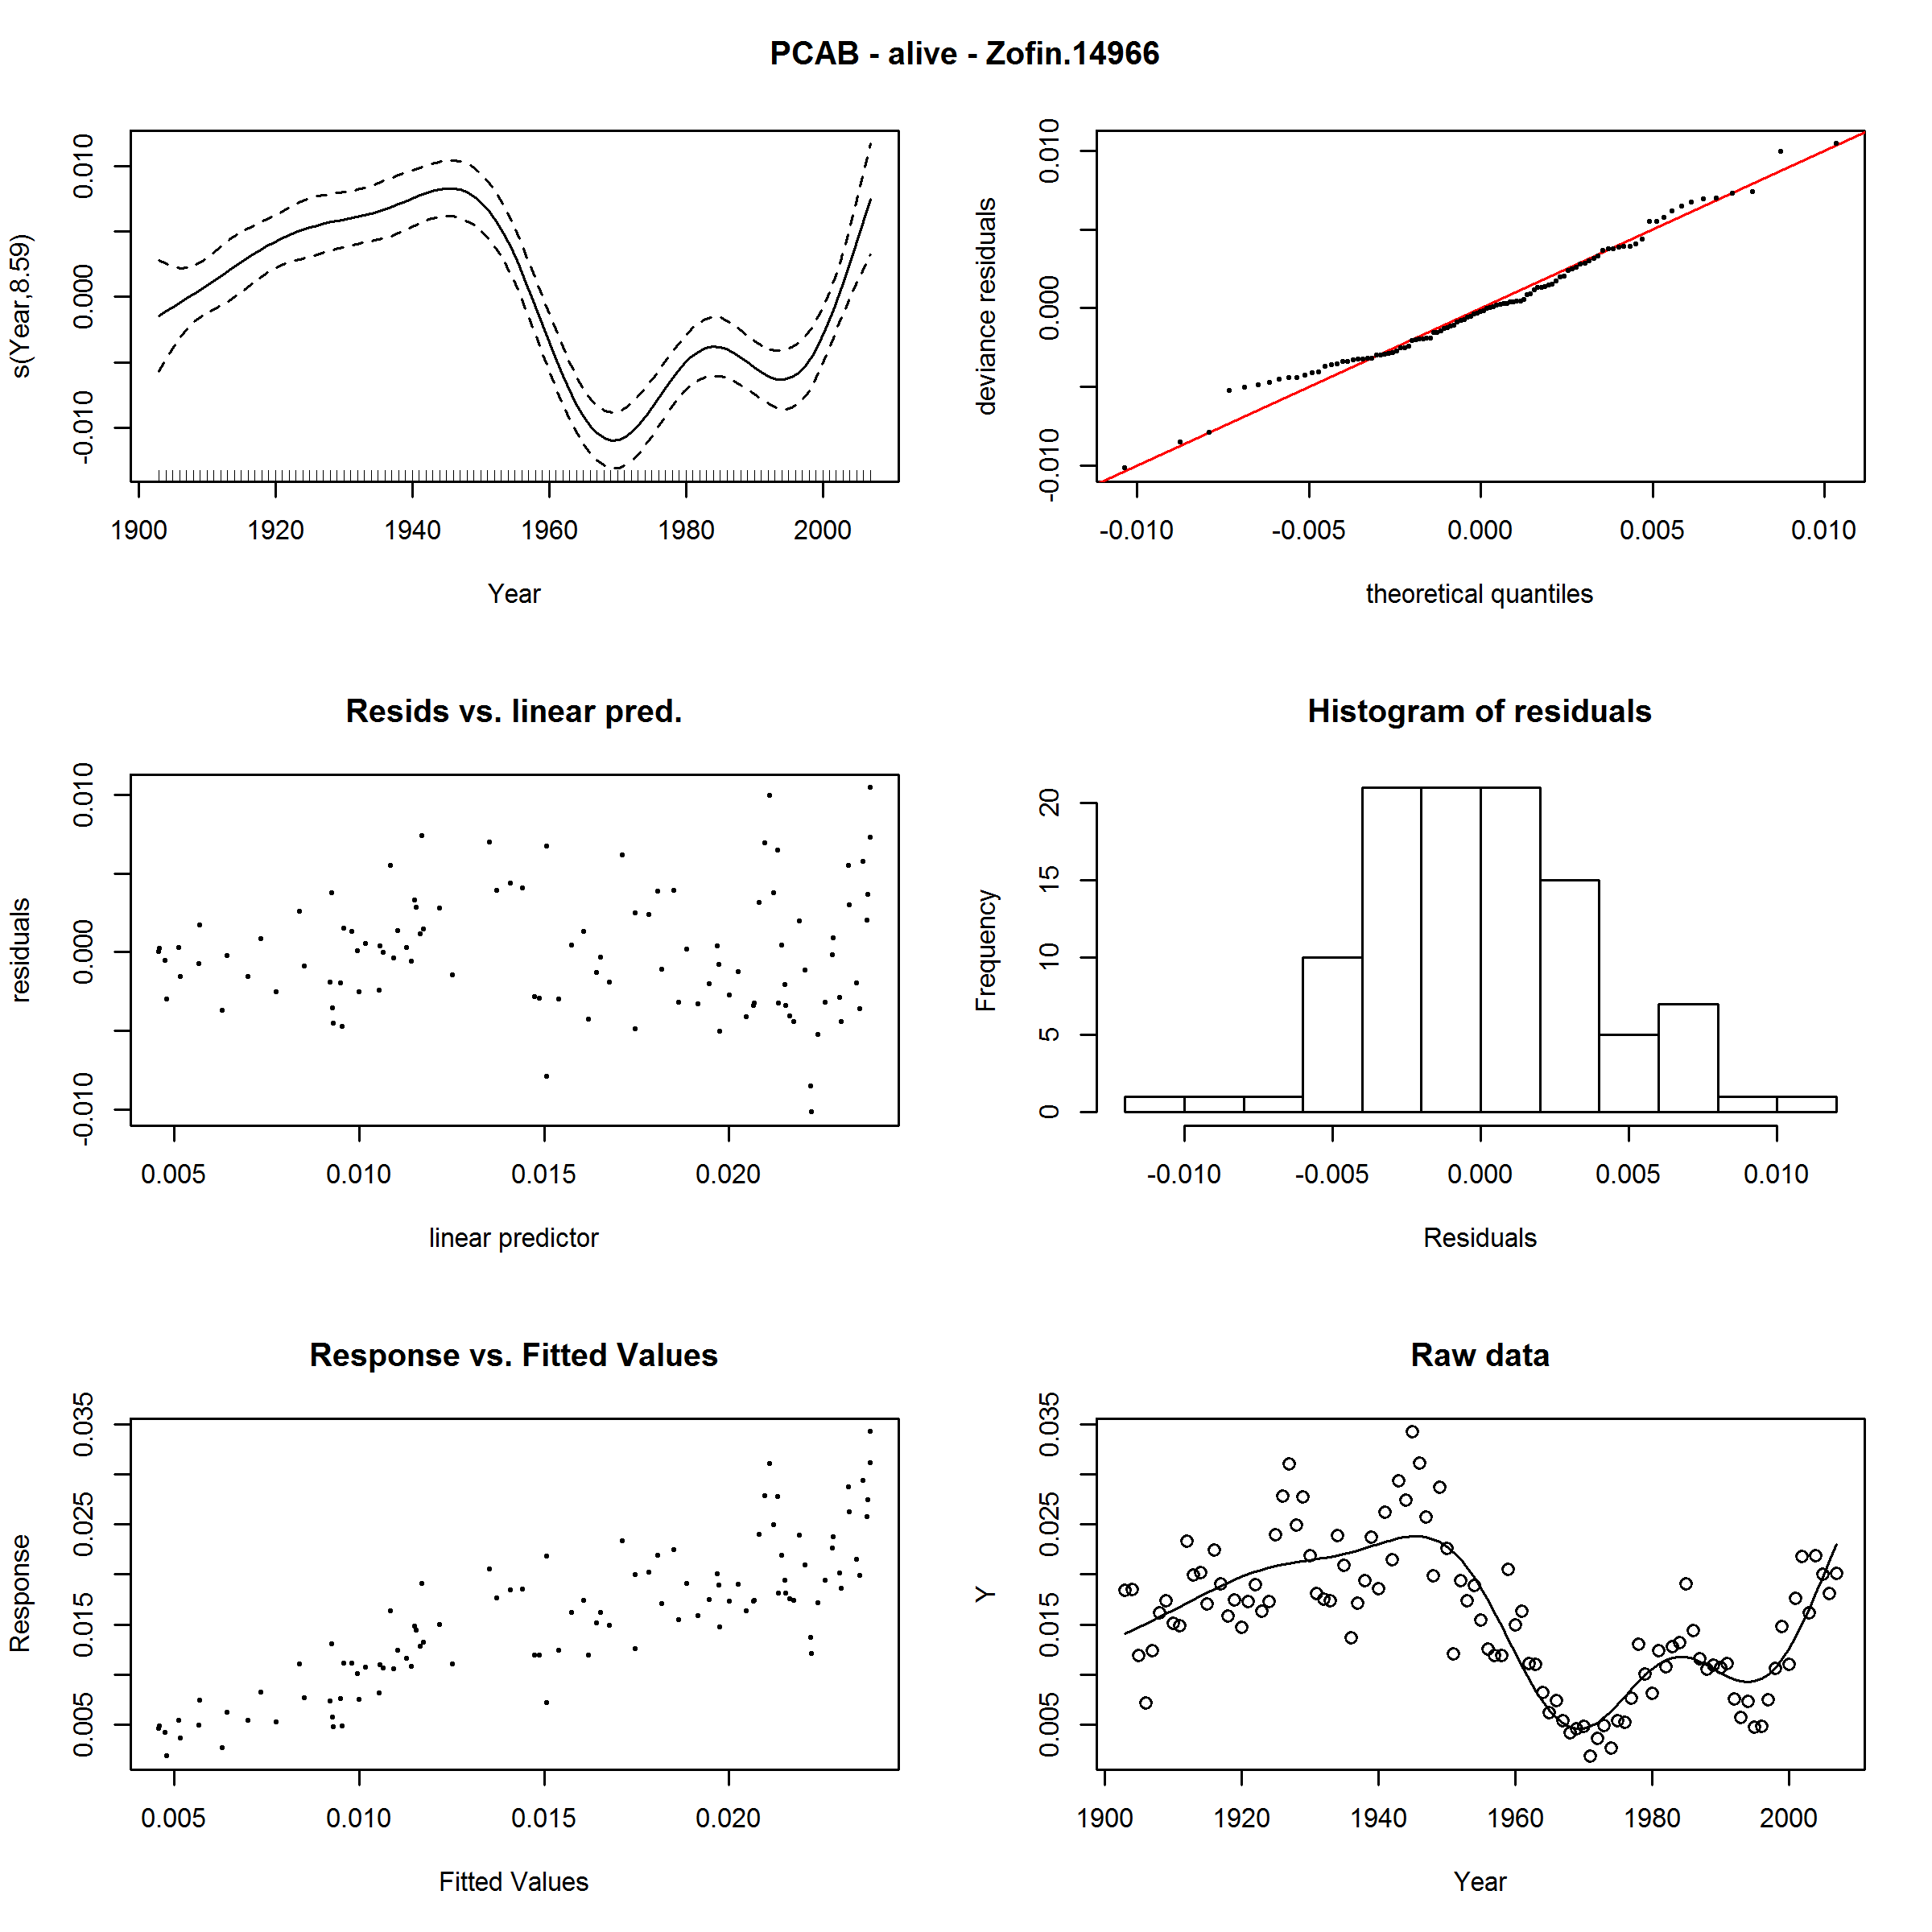 PCAB - alive - Zofin.14966
s(Year,8.59)
-0.010 0.000 0.010
1900 1920 1940 1960 1980 2000
Year
deviance residuals
-0.010 0.000 0.010
-0.010 -0.005 0.000 0.005 0.010
theoretical quantiles
Resids vs. linear pred.
residuals
-0.010 0.000 0.010
0.005 0.010 0.015 0.020
linear predictor
Histogram of residuals
Frequency
0 5 10 15 20
-0.010 -0.005 0.000 0.005 0.010
Residuals
Response vs. Fitted Values
Response
0.005 0.015 0.025 0.035
0.005 0.010 0.015 0.020
Fitted Values
Raw data
Y
0.005 0.015 0.025 0.035
1900 1920 1940 1960 1980 2000
Year